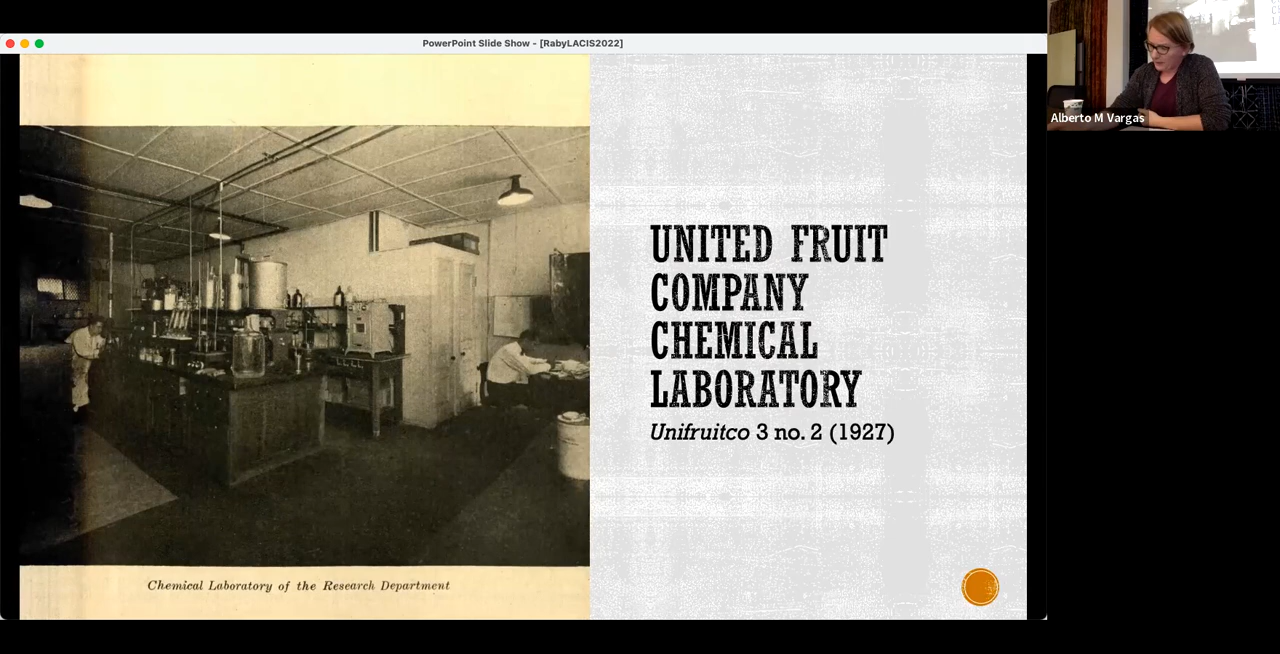 PowerPoint Slide Show - [RabyLACIS2022]
Alberto M Vargas
UNITED FRUIT
COMPANY
CHEMICAL
LABORATORY
Unifruitco 3 no. 2 (1927)
Chemical Laboratory of the Research Department